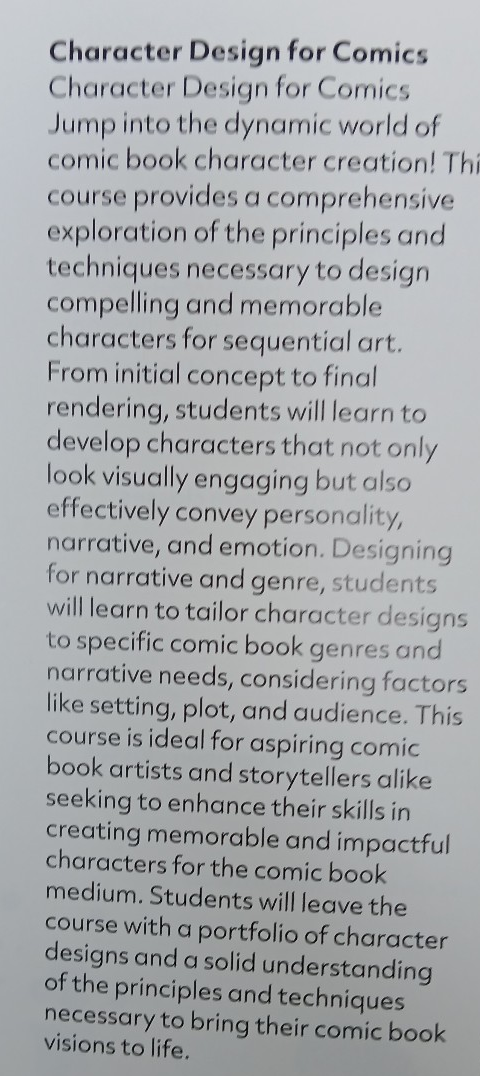 Character Design for Comics
Character Design for Comics
Jump into the dynamic world of
comic book character creation! Thi
course provides a comprehensive
exploration of the principles and
techniques necessary to design
compelling and memorable
characters for sequential art.
From initial concept to final
rendering, students will learn to
develop characters that not only
look visually engaging but also
effectively convey personality,
narrative, and emotion. Designing
for narrative and genre, students
will learn to tailor character designs
to specific comic book genres and
narrative needs, considering factors
like setting, plot, and audience. This
course is ideal for aspiring comic
book artists and storytellers alike
seeking to enhance their skills in
creating memorable and impactful
characters for the comic book
medium. Students will leave the
course with a portfolio of character
designs and a solid understanding
of the principles and techniques
necessary to bring their comic book
visions to life.